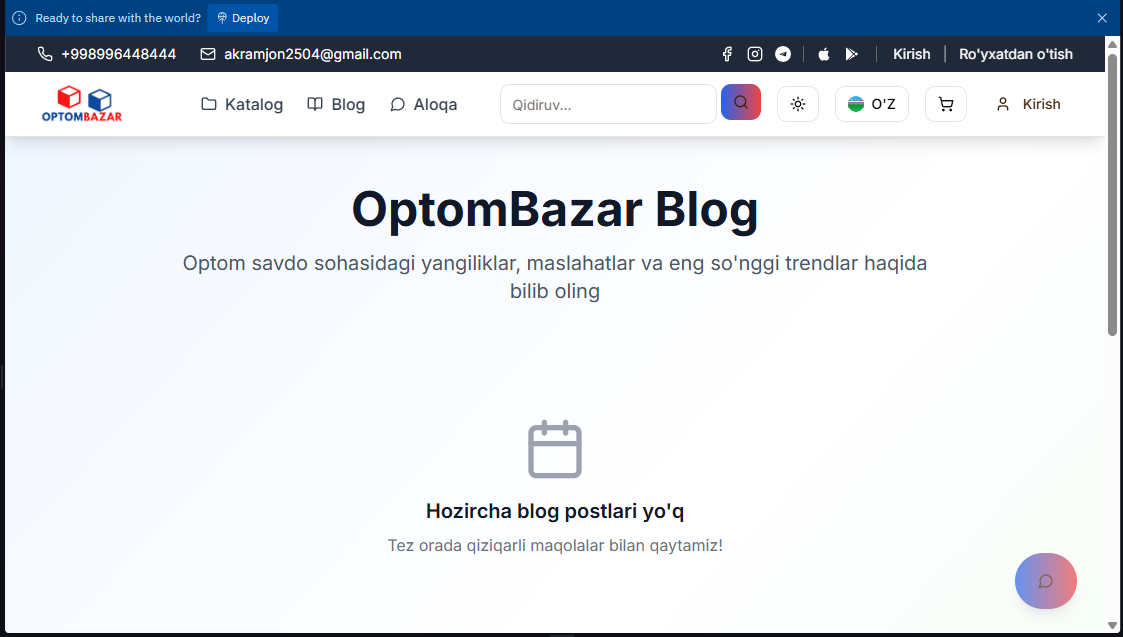 Ready to share with the world? Deploy
+998996448444 akramjon2504@gmail.com Kirish Ro'yxatdan o'tish
OPTOMBAZAR Katalog Blog Aloqa Qidiruv... O'Z Kirish
OptomBazar Blog
Optom savdo sohasidagi yangiliklar, maslahatlar va eng so'nggi trendlar haqida
bilib oling
Hozircha blog postlari yo'q
Tez orada qiziqarli maqolalar bilan qaytamiz!